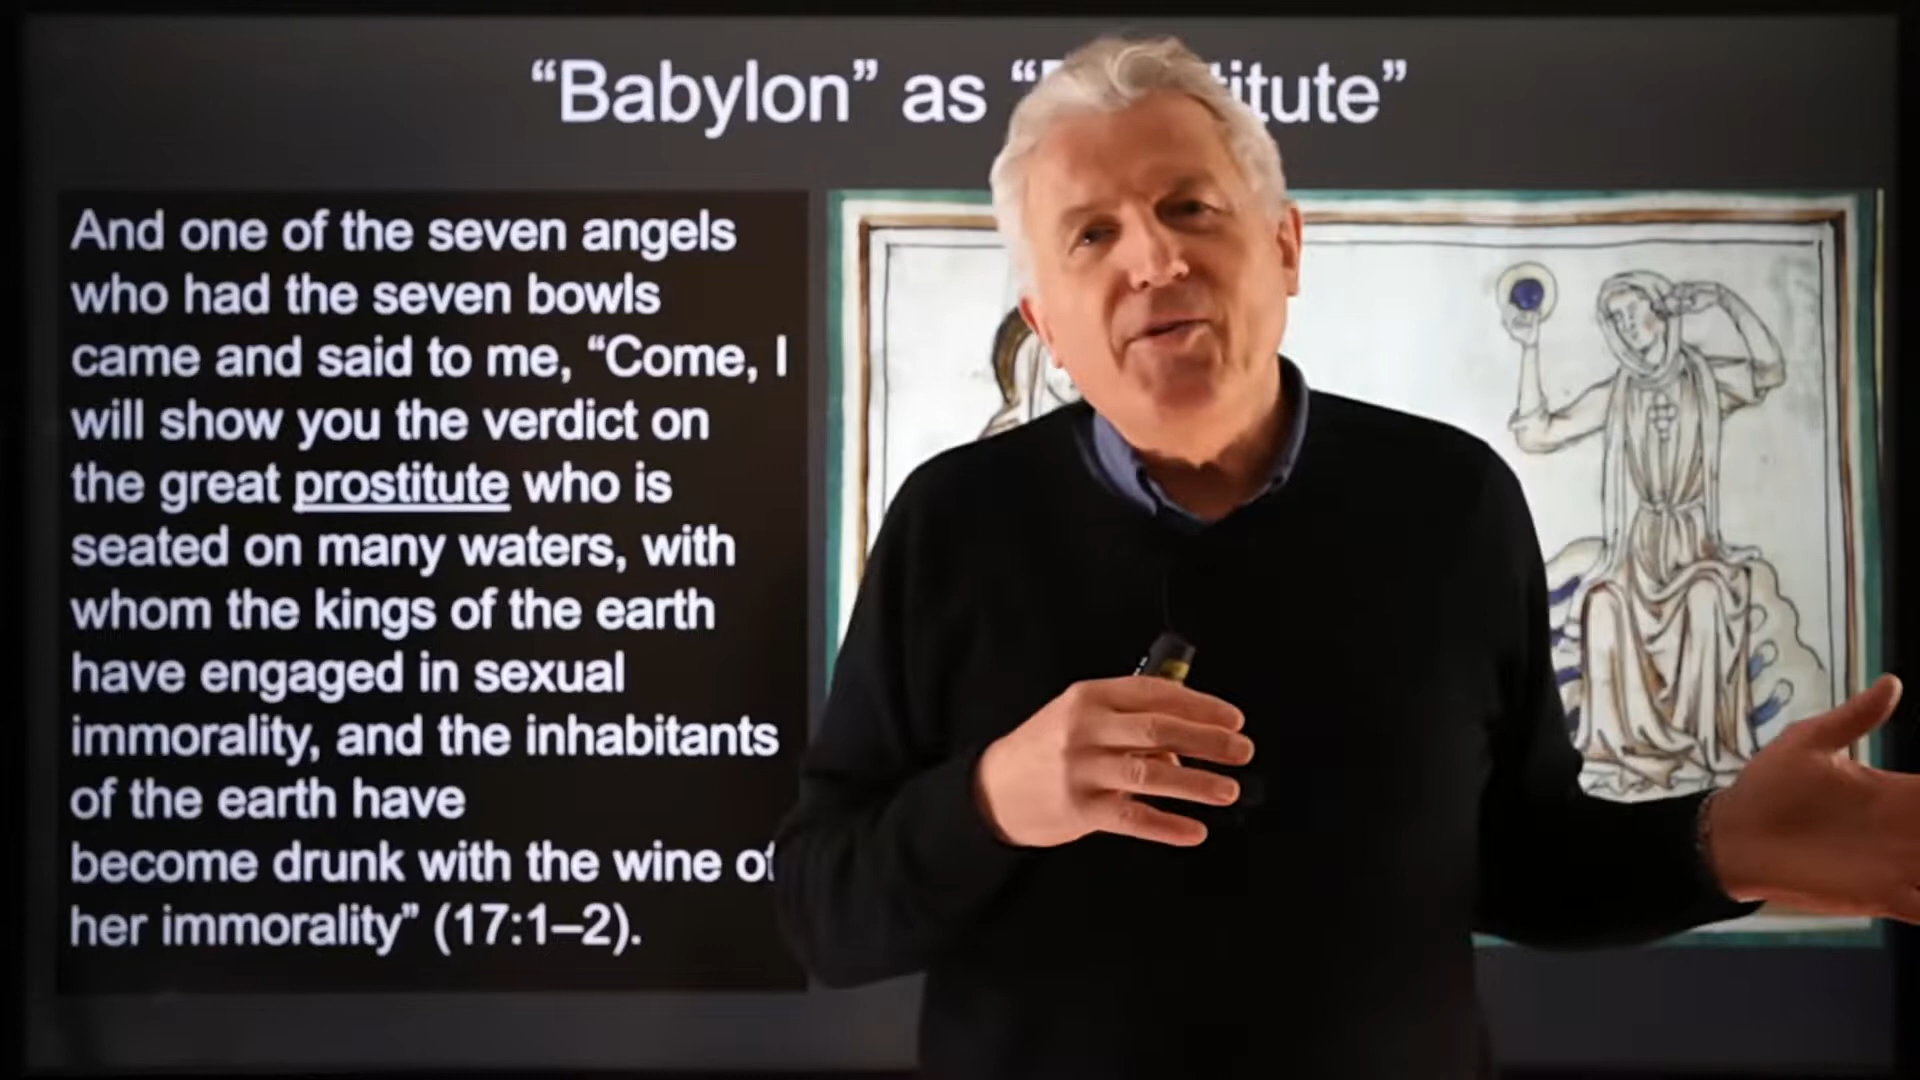 “Babylon” as “
And one of the seven angels
who had the seven bowls
came and said to me, “Come, I
will show you the verdict on
the great prostitute who is
seated on many waters, with
whom the kings of the earth
have engaged in sexual
immorality, and the inhabitants
of the earth have
become drunk with the wine of
her immorality” (17:1–2).